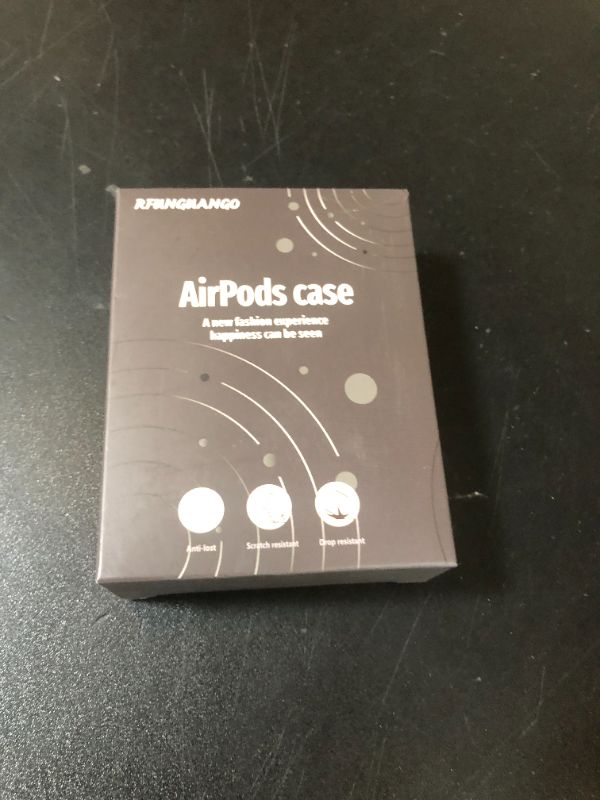 RFUNGUANGO
AirPods case
A new fashion experience
happiness can be seen
Anti-lost
Scratch resistant
Drop resistant